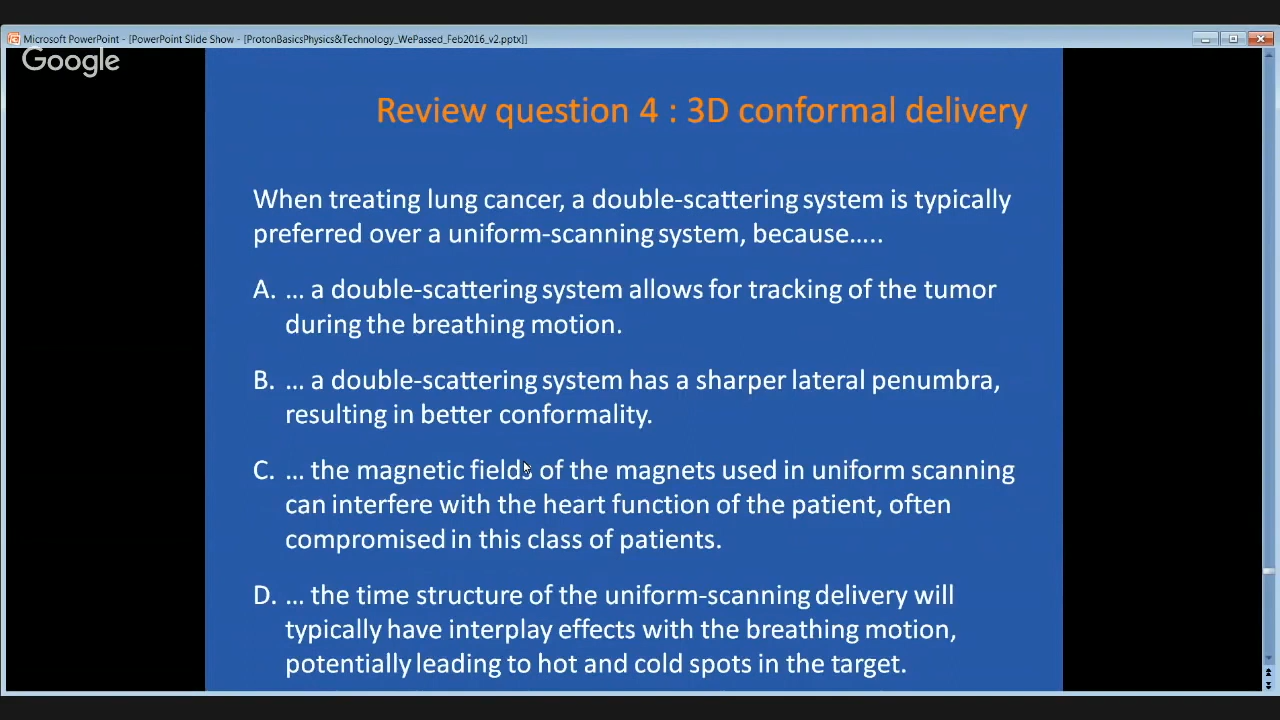 Microsoft PowerPoint - [PowerPoint Slide Show - [ProtonBasicsPhysics&Technology_WePassed_Feb2016_v2.pptx]]
Google
Review question 4 : 3D conformal delivery
When treating lung cancer, a double-scattering system is typically
preferred over a uniform-scanning system, because…..
A. … a double-scattering system allows for tracking of the tumor
during the breathing motion.
B. … a double-scattering system has a sharper lateral penumbra,
resulting in better conformality.
C. … the magnetic fields of the magnets used in uniform scanning
can interfere with the heart function of the patient, often
compromised in this class of patients.
D. … the time structure of the uniform-scanning delivery will
typically have interplay effects with the breathing motion,
potentially leading to hot and cold spots in the target.